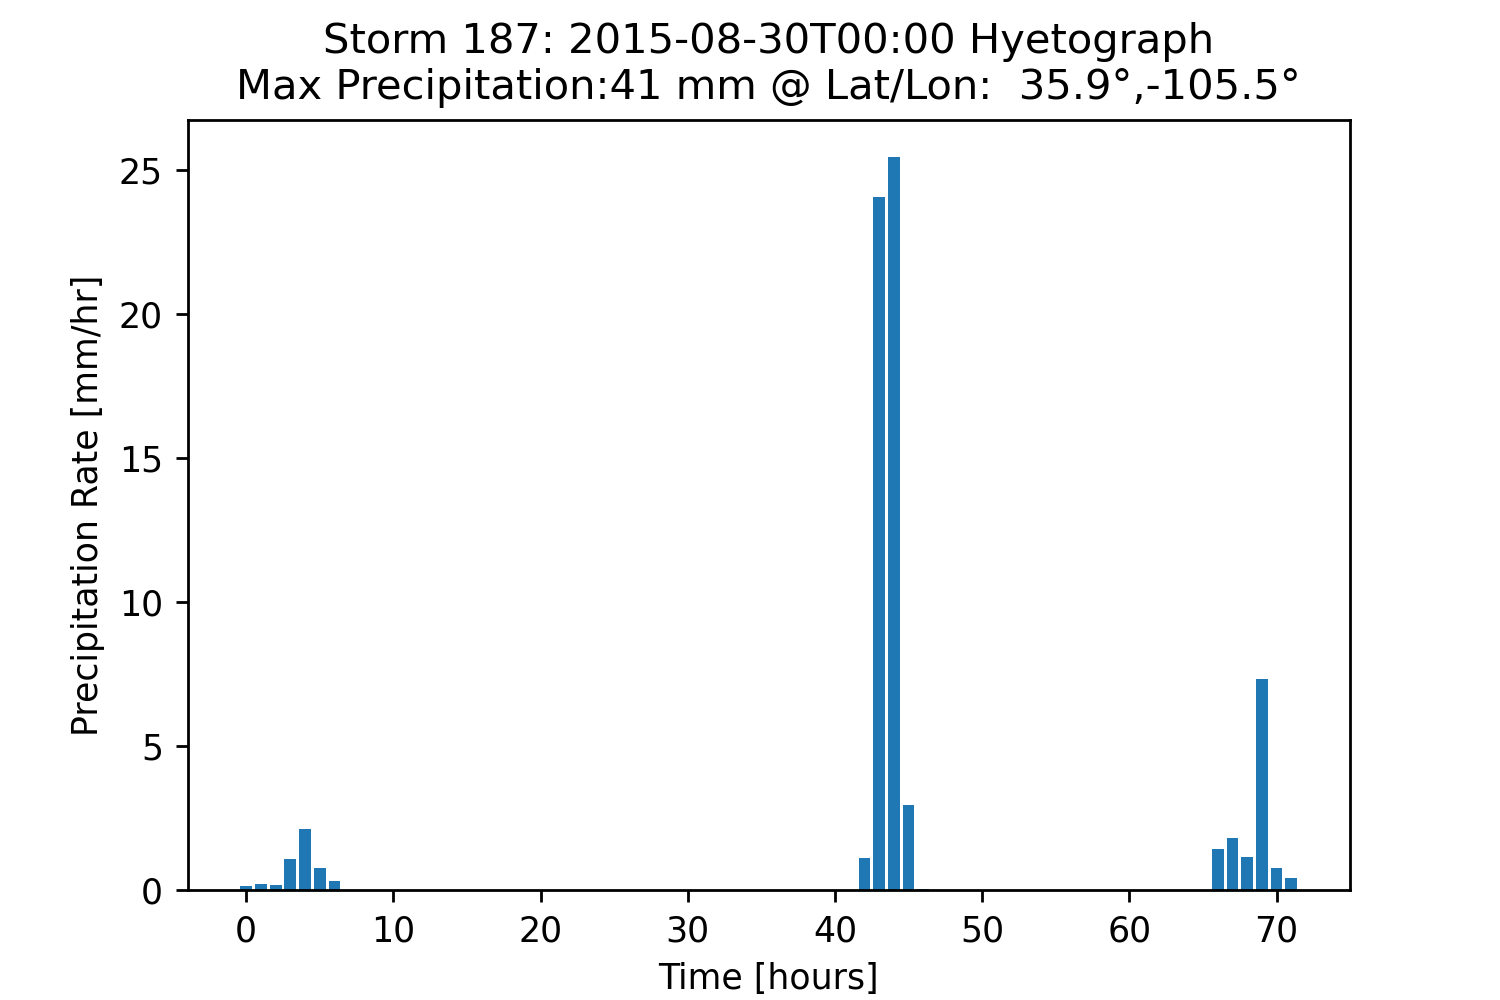 Storm 187: 2015-08-30T00:00 Hyetograph
Max Precipitation:41 mm @ Lat/Lon:  35.9°,-105.5°
Precipitation Rate [mm/hr]
25
20
15
10
5
0
0 10 20 30 40 50 60 70
Time [hours]